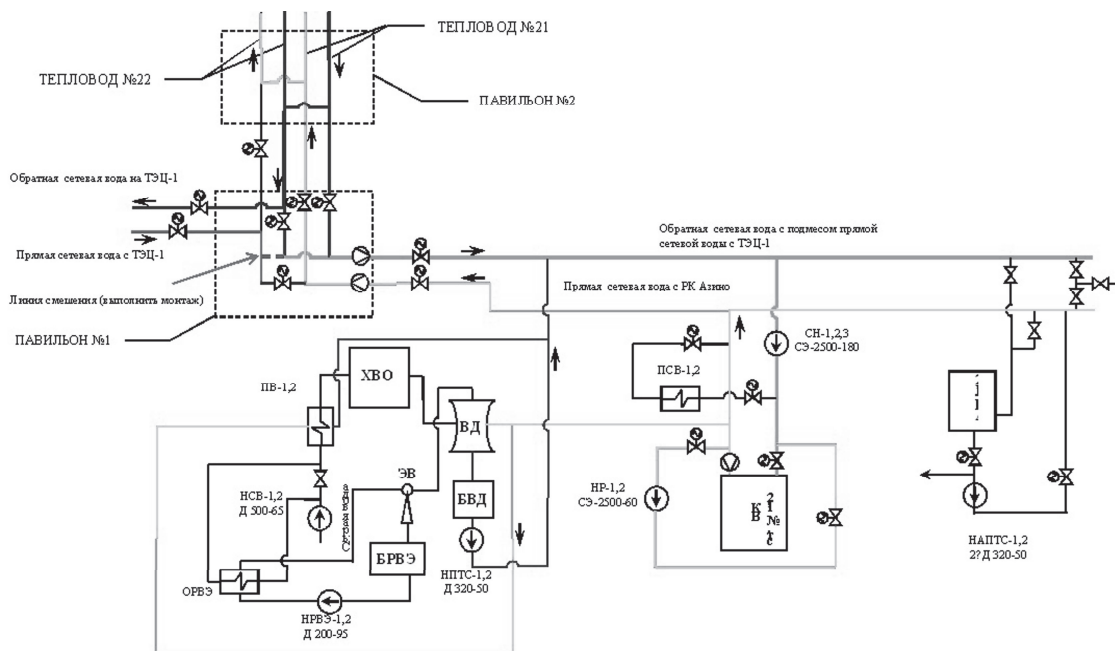 ТЕПЛОВОД №21
ТЕПЛОВОД №22
ПАВИЛЬОН №2
Обратная сетевая вода на ТЭЦ-1
Обратная сетевая вода с подмесом прямой
сетевой воды с ТЭЦ-1
Прямая сетевая вода с ТЭЦ-1
Прямая сетевая вода с РК Азино
Линия смешения (выполнить монтаж)
ПАВИЛЬОН №1
СН-1,2,3
СЭ-2500-180
ПВ-1,2
ХВО
ПСВ-1,2
ВД
ЭВ
НСВ-1,2
Д 500-65
БВД
НР-1,2
СЭ-2500-60
КВ
БРВЭ
НПТС-1,2
Д 320-50
НАПТС-1,2
2?Д 320-50
ОРВЭ
НРВЭ-1,2
Д 200-95